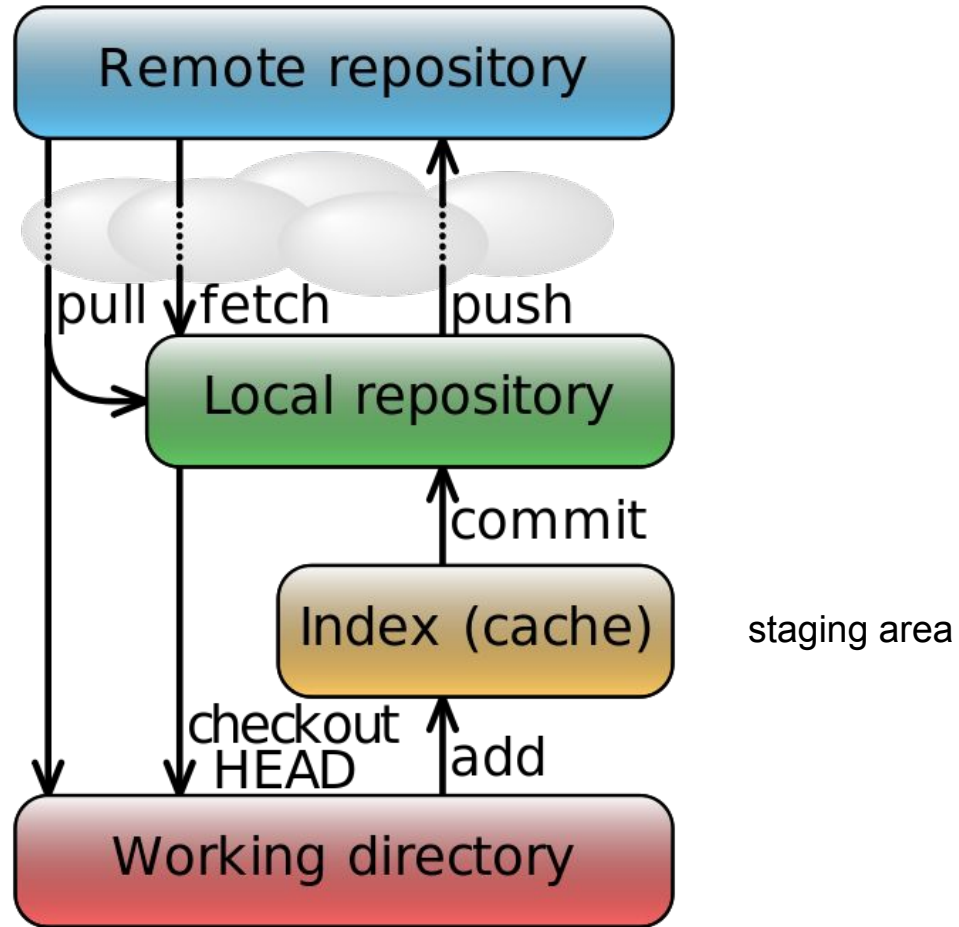 Remote repository
pull
fetch
push
Local repository
commit
Index (cache)
staging area
checkout
HEAD
add
Working directory